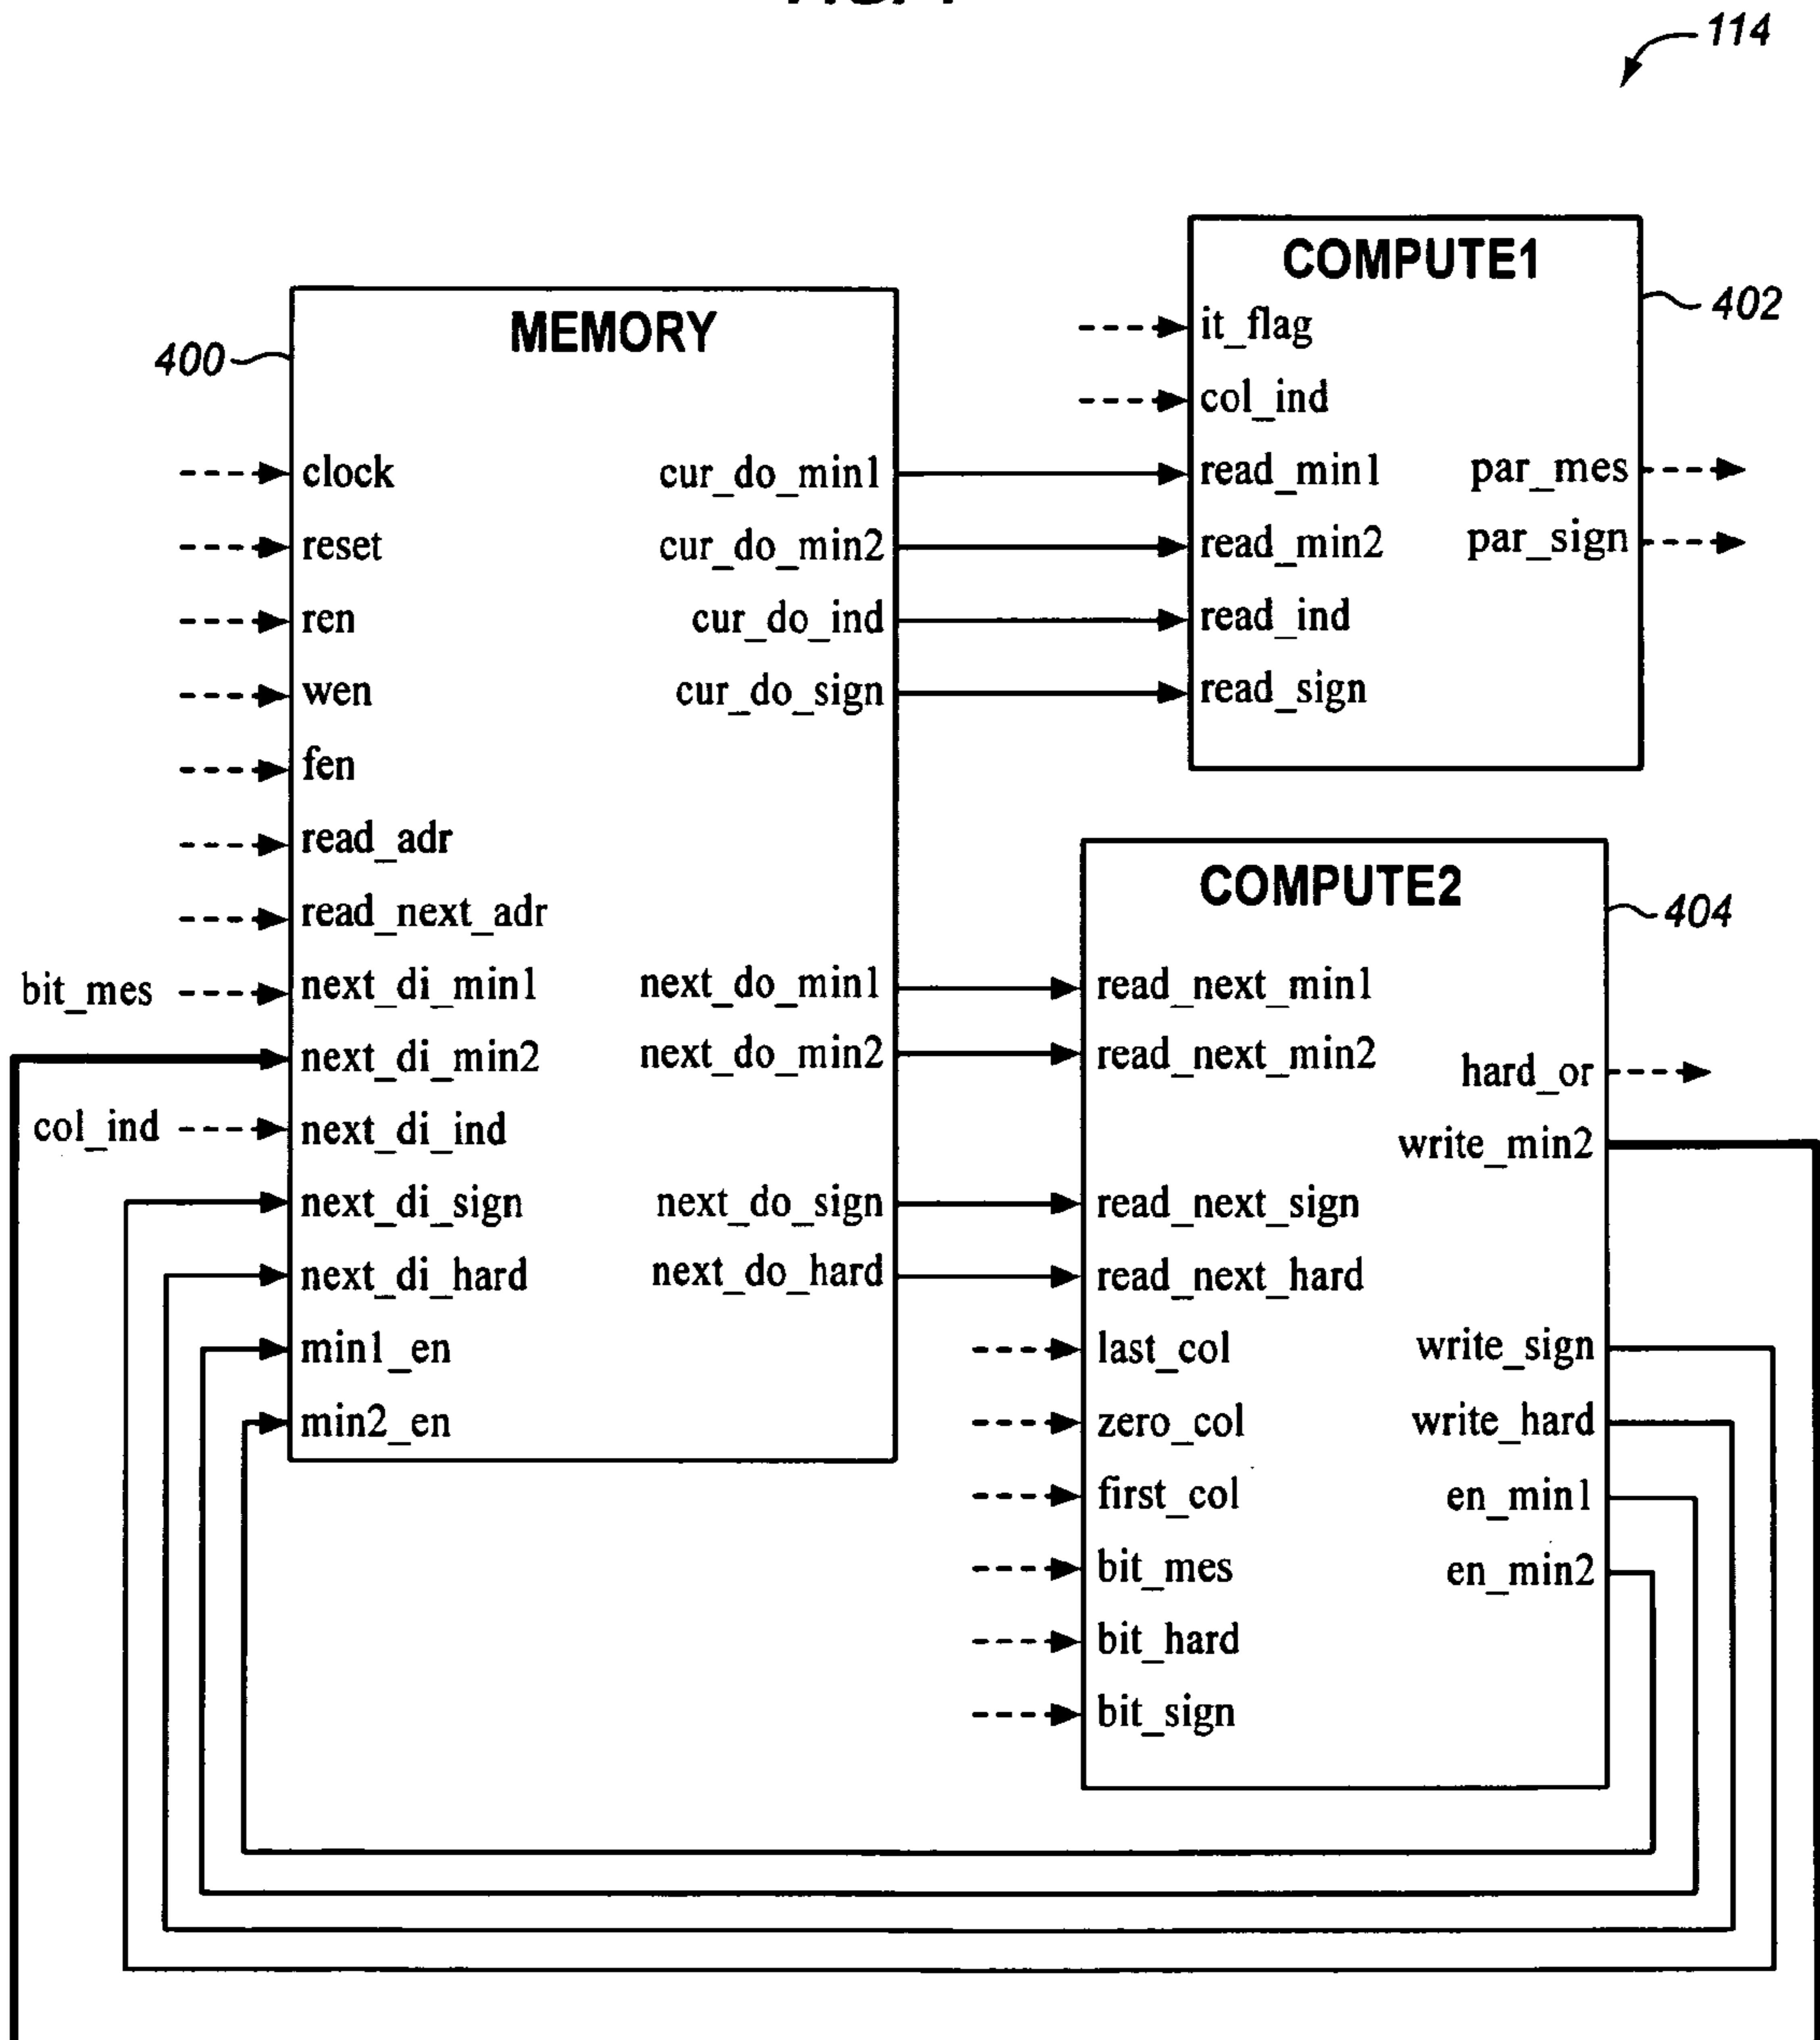 114
COMPUTE1
402
it_flag
col_ind
read_min1
par_mes
read_min2
par_sign
read_ind
read_sign
MEMORY
400
clock
cur_do_min1
reset
cur_do_min2
ren
cur_do_ind
wen
cur_do_sign
fen
read_adr
read_next_adr
bit_mes
next_di_min1
next_do_min1
next_di_min2
next_do_min2
col_ind
next_di_ind
next_di_sign
next_do_sign
next_di_hard
next_do_hard
min1_en
min2_en
COMPUTE2
404
read_next_min1
read_next_min2
hard_or
write_min2
read_next_sign
read_next_hard
last_col
write_sign
zero_col
write_hard
first_col
en_min1
bit_mes
en_min2
bit_hard
bit_sign